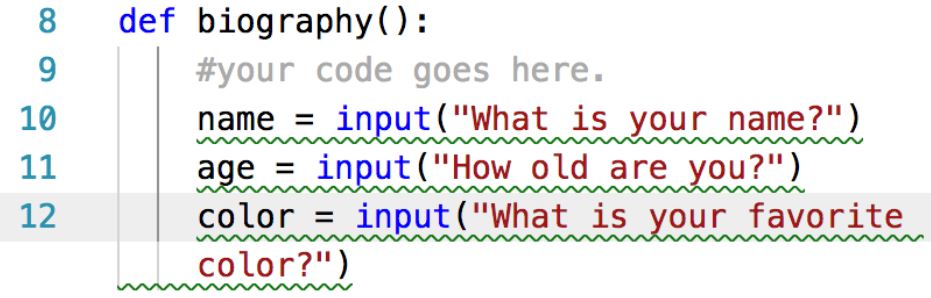 8 def biography():
9 #your code goes here.
10 name = input("What is your name?")
11 age = input("How old are you?")
12 color = input("What is your favorite
color?")